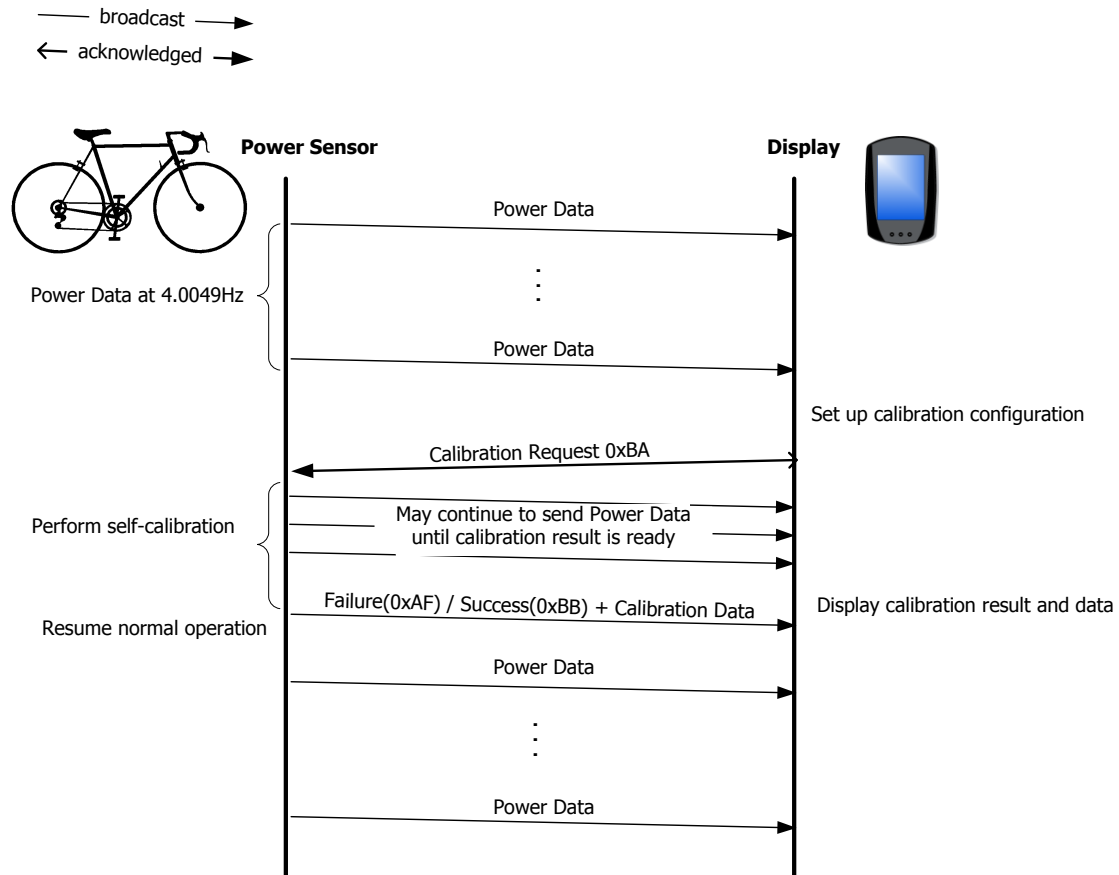 broadcast
acknowledged
Power Sensor
Display
Power Data
Power Data at 4.0049Hz
Power Data
Set up calibration configuration
Calibration Request 0xBA
Perform self-calibration
May continue to send Power Data
until calibration result is ready
Failure(0xAF) / Success(0xBB) + Calibration Data
Display calibration result and data
Resume normal operation
Power Data
Power Data